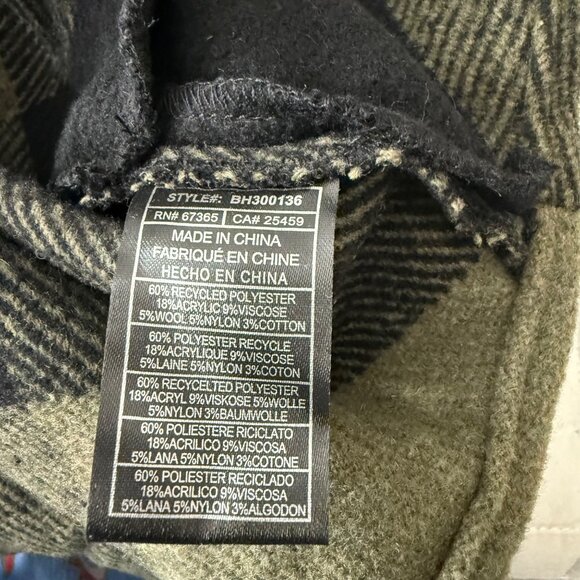 STYLE#: BH300136
RN# 67365 CA# 25459
MADE IN CHINA
FABRIQUÉ EN CHINE
HECHO EN CHINA
60% RECYCLED POLYESTER
18%ACRYLIC 9%VISCOSE
5%WOOL 5%NYLON 3%COTTON
60% POLYESTER RECYCLE
18%ACRYLIQUE 9%VISCOSE
5%LAINE 5%NYLON 3%COTON
60% RECYCELTED POLYESTER
18%ACRYL 9%VISKOSE 5%WOLLE
5%NYLON 3%BAUMWOLLE
60% POLIESTERE RICICLATO
18%ACRILICO 9%VISCOSA
5%LANA 5%NYLON 3%COTONE
60% POLIESTER RECICLADO
18%ACRILICO 9%VISCOSA
5%LANA 5%NYLON 3%ALGODON